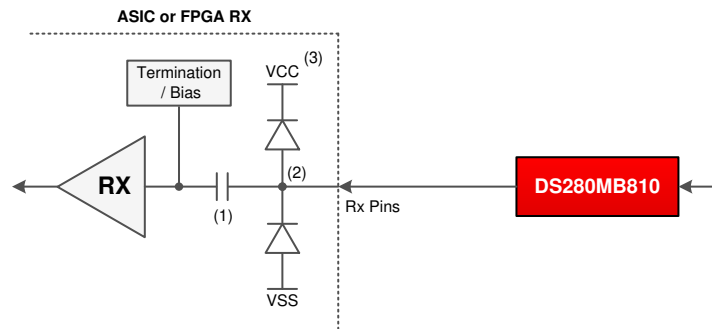 ASIC or FPGA RX
Termination
/ Bias
VCC
(3)
RX
(1)
(2)
Rx Pins
DS280MB810
VSS